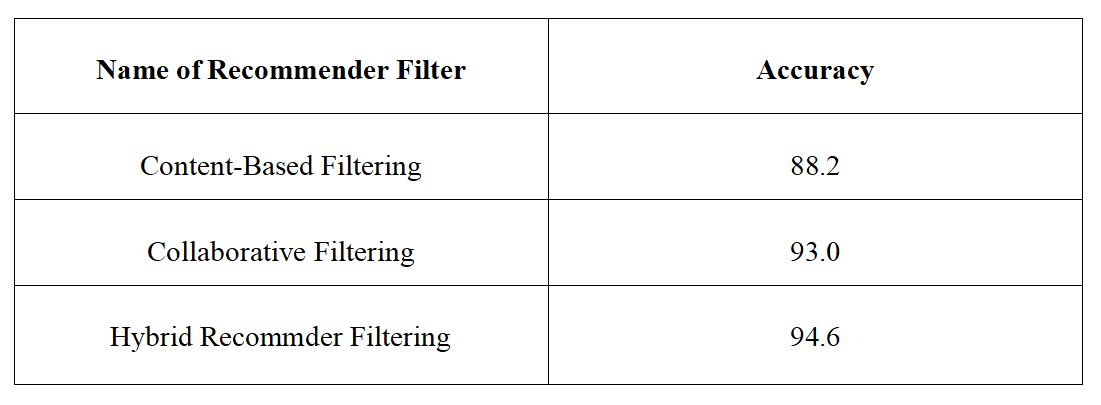 Name of Recommender Filter Accuracy
Content-Based Filtering 88.2
Collaborative Filtering 93.0
Hybrid Recommder Filtering 94.6